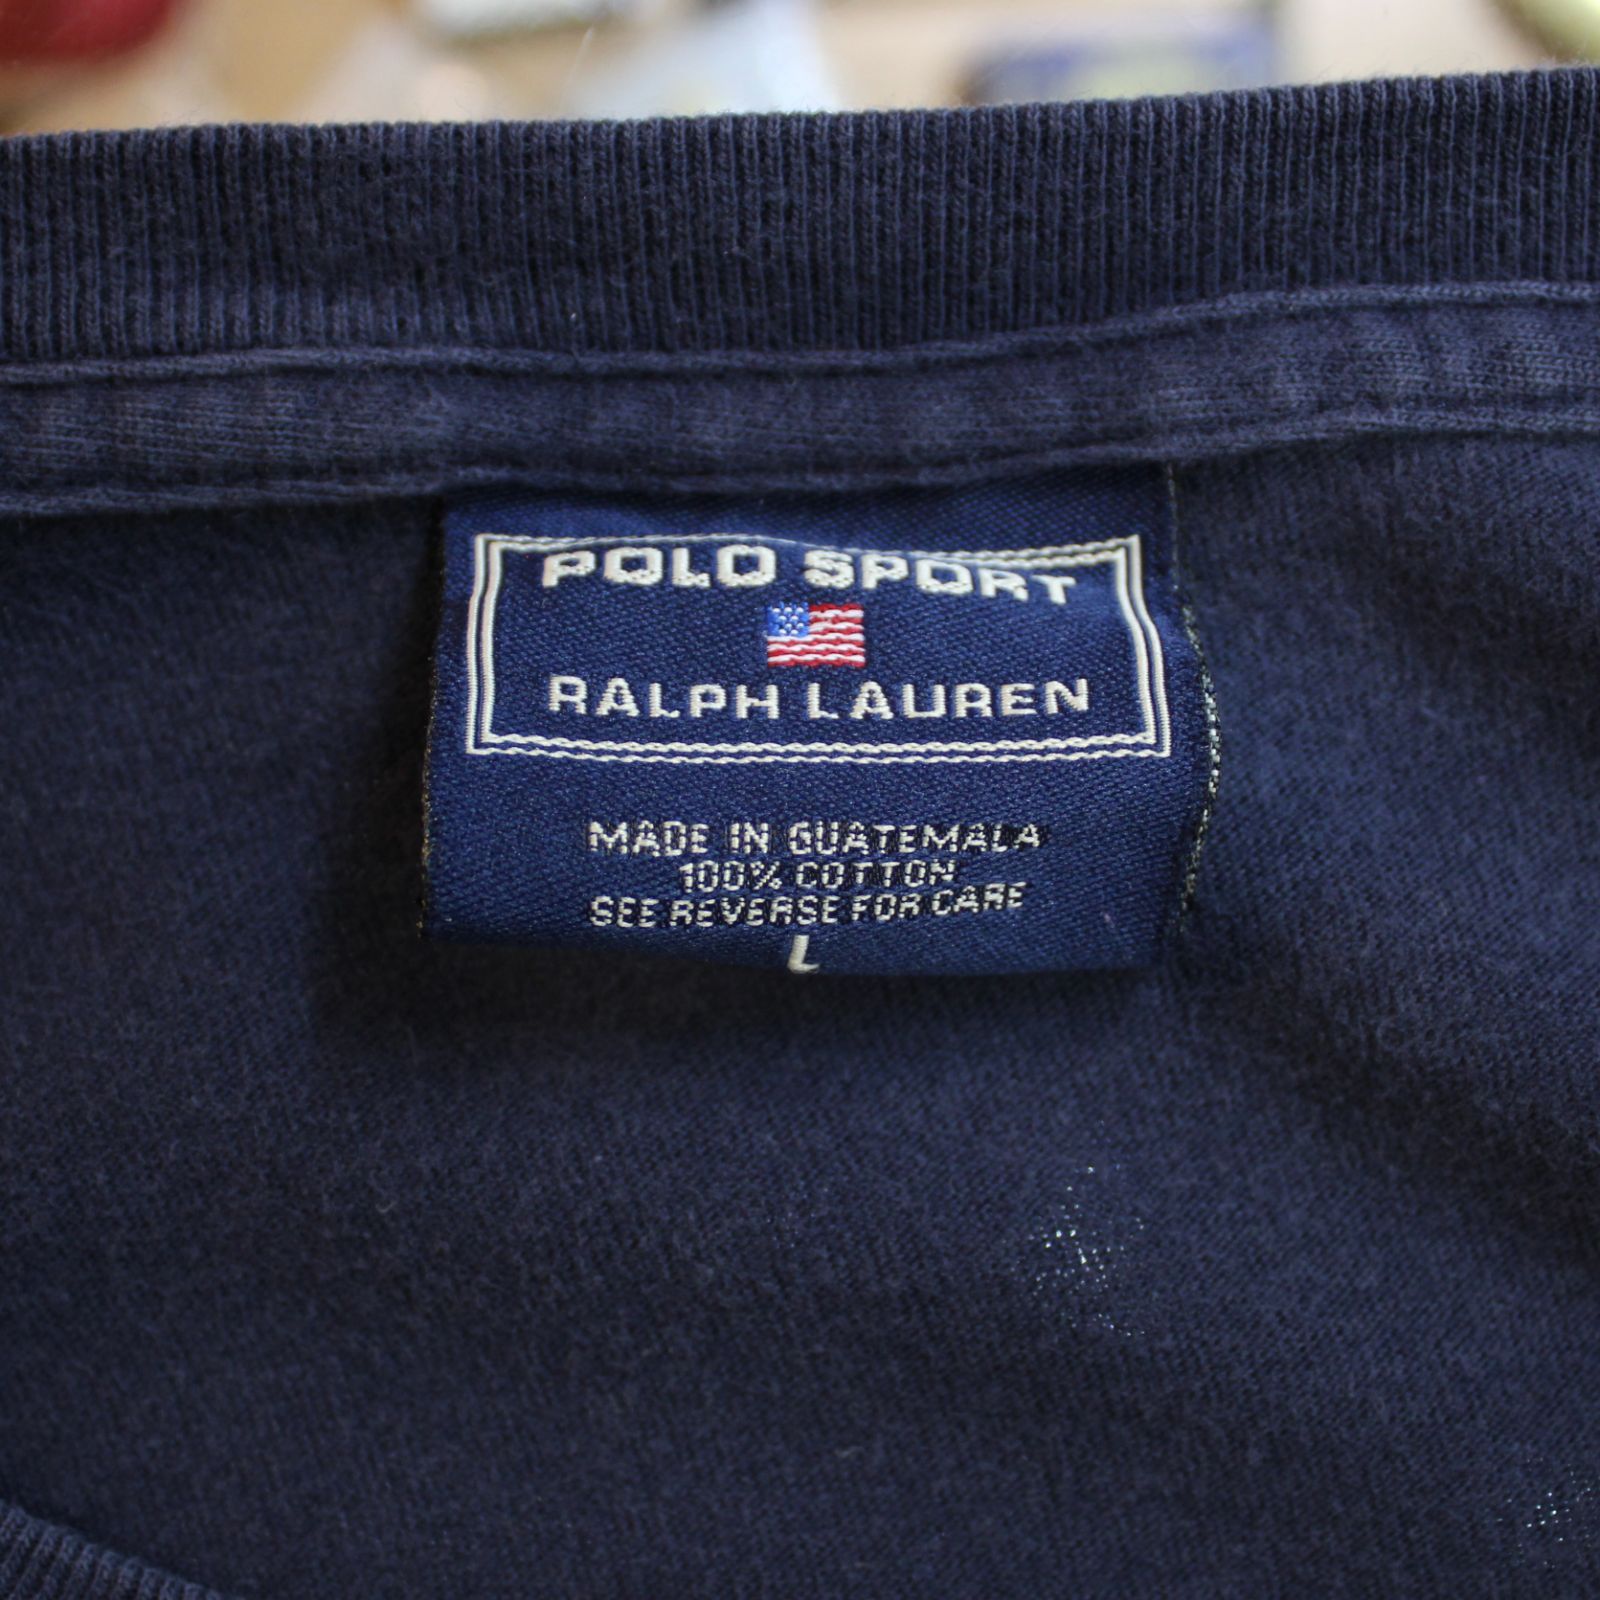 POLO SPORT
RALPH LAUREN
MADE IN GUATEMALA
100% COTTON
SEE REVERSE FOR CARE
L